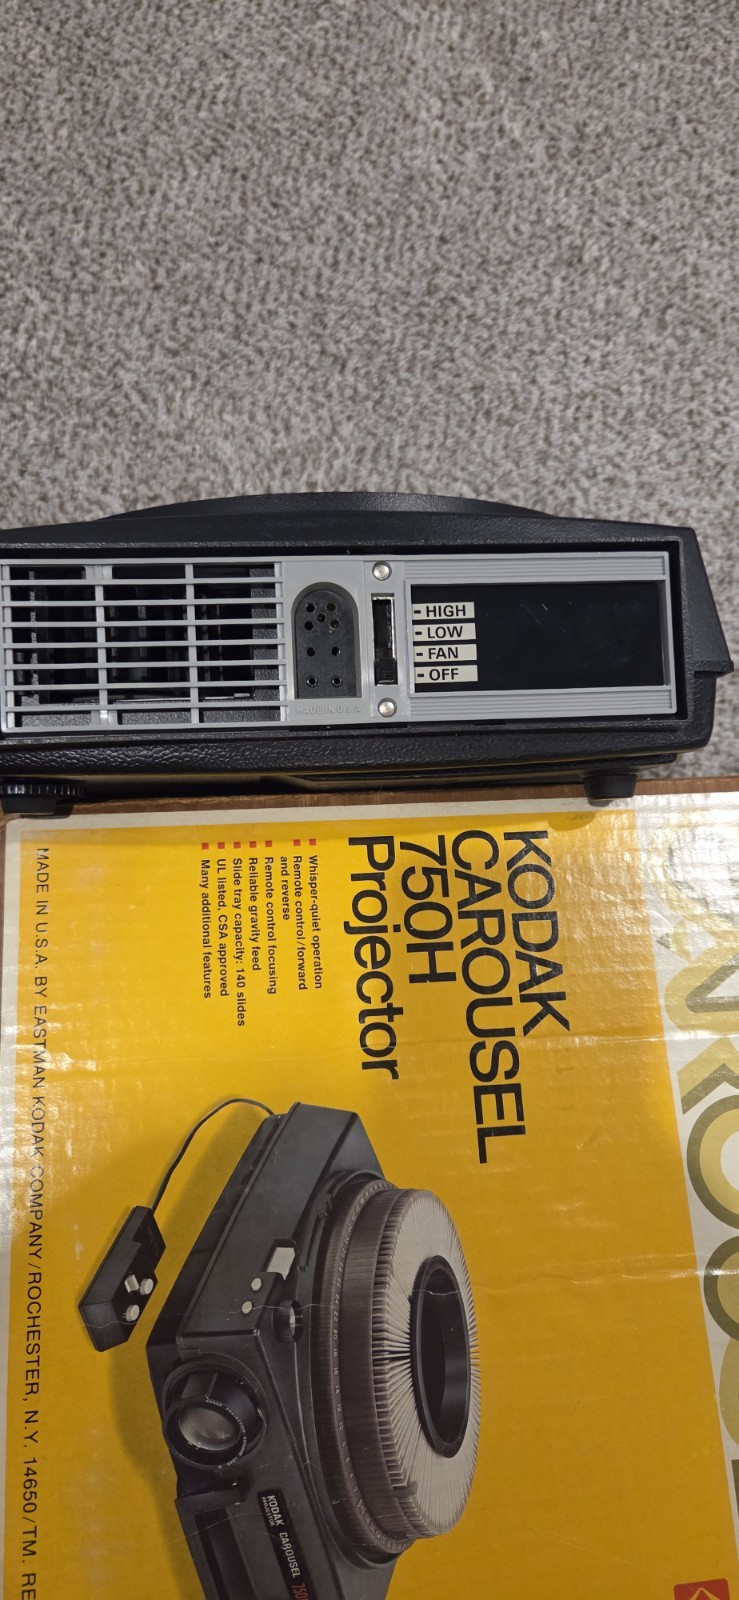 HIGH
LOW
FAN
OFF
MADE IN U.S.A.
KODAK
CAROUSEL
750H
Projector
Whisper-quiet operation
Remote control/forward
and reverse
Remote control focusing
Reliable gravity feed
Slide tray capacity: 140 slides
UL listed, CSA approved
Many additional features
KODAK
PROJECTOR
CAROUSEL 750H
MADE IN U.S.A. BY EASTMAN KODAK COMPANY/ROCHESTER, N.Y. 14650/TM. RE